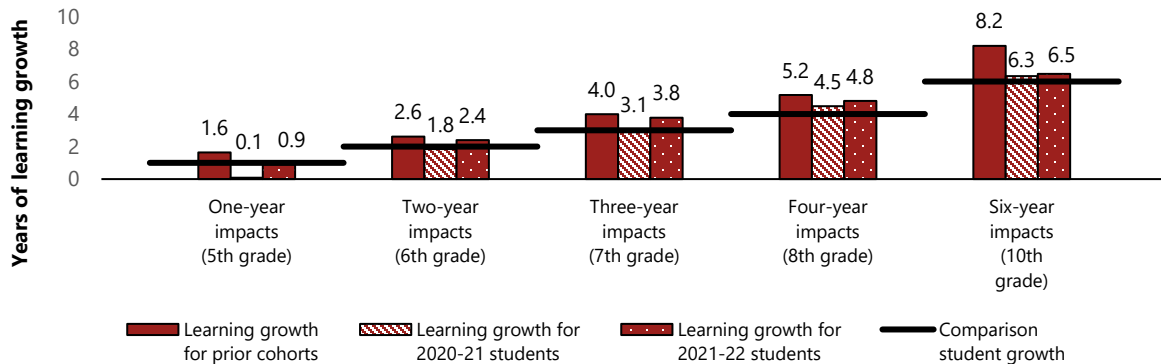 Years of learning growth
10
8
6
4
2
0
1.6
0.1
0.9
2.6
1.8
2.4
4.0
3.1
3.8
5.2
4.5
4.8
8.2
6.3
6.5
One-year
impacts
(5th grade)
Two-year
impacts
(6th grade)
Three-year
impacts
(7th grade)
Four-year
impacts
(8th grade)
Six-year
impacts
(10th
grade)
Learning growth
for prior cohorts
Learning growth for
2020-21 students
Learning growth for
2021-22 students
Comparison
student growth